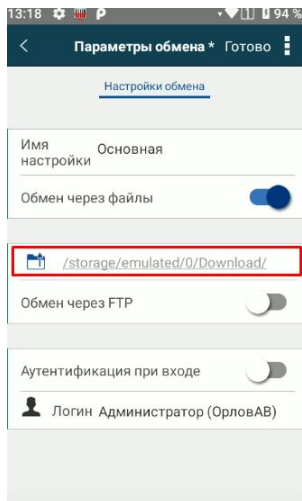 13:18 94 %
Параметры обмена * Готово
Настройки обмена
Имя
настройки Основная
Обмен через файлы
/storage/emulated/0/Download/
Обмен через FTP
Аутентификация при входе
Логин Администратор (ОрловАВ)